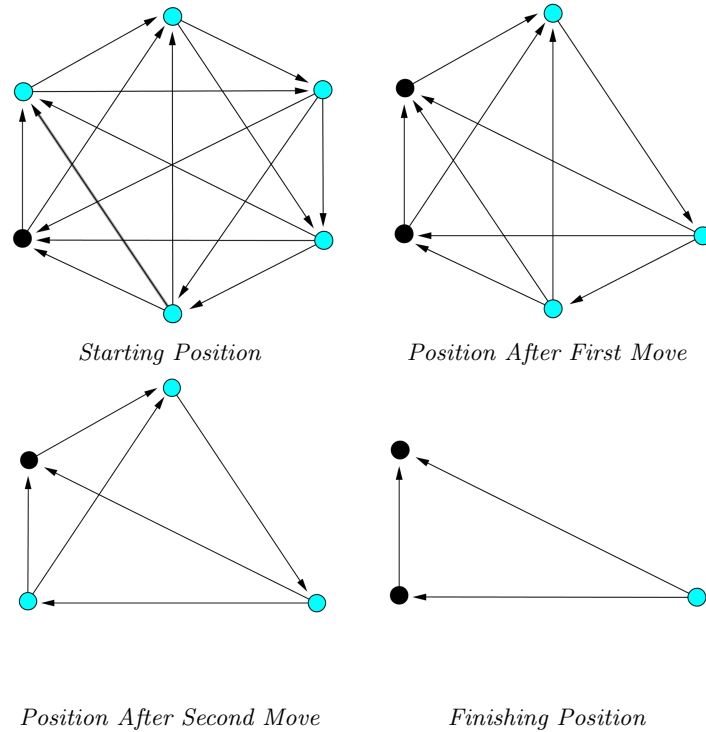 Starting Position
Position After First Move
Position After Second Move
Finishing Position